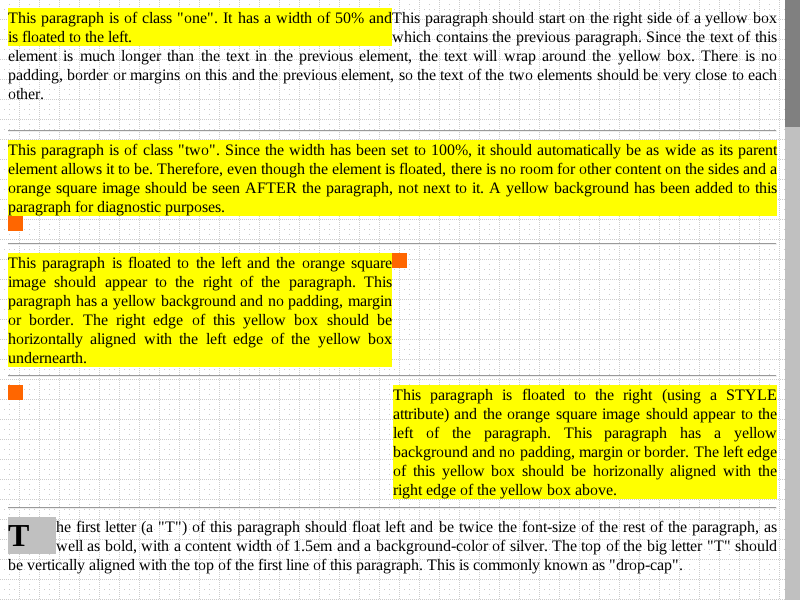 This paragraph is of class "one". It has a width of 50% and
is floated to the left.
This paragraph should start on the right side of a yellow box
which contains the previous paragraph. Since the text of this
element is much longer than the text in the previous element, the text will wrap around the yellow box. There is no
padding, border or margins on this and the previous element, so the text of the two elements should be very close to each
other.
This paragraph is of class "two". Since the width has been set to 100%, it should automatically be as wide as its parent
element allows it to be. Therefore, even though the element is floated, there is no room for other content on the sides and a
orange square image should be seen AFTER the paragraph, not next to it. A yellow background has been added to this
paragraph for diagnostic purposes.
This paragraph is floated to the left and the orange square
image should appear to the right of the paragraph. This
paragraph has a yellow background and no padding, margin
or border. The right edge of this yellow box should be
horizontally aligned with the left edge of the yellow box
undernearth.
This paragraph is floated to the right (using a STYLE
attribute) and the orange square image should appear to the
left of the paragraph. This paragraph has a yellow
background and no padding, margin or border. The left edge
of this yellow box should be horizonally aligned with the
right edge of the yellow box above.
The first letter (a "T") of this paragraph should float left and be twice the font-size of the rest of the paragraph, as
well as bold, with a content width of 1.5em and a background-color of silver. The top of the big letter "T" should
be vertically aligned with the top of the first line of this paragraph. This is commonly known as "drop-cap".